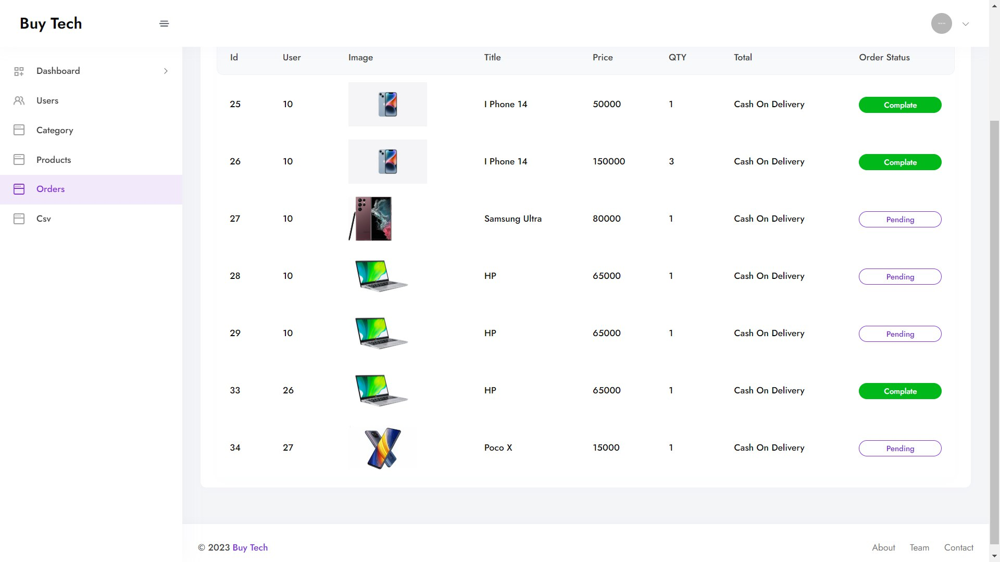 Buy Tech
Dashboard
Users
Category
Products
Orders
Csv
Id User Image Title Price QTY Total Order Status
25 10 I Phone 14 50000 1 Cash On Delivery Complate
26 10 I Phone 14 150000 3 Cash On Delivery Complate
27 10 Samsung Ultra 80000 1 Cash On Delivery Pending
28 10 HP 65000 1 Cash On Delivery Pending
29 10 HP 65000 1 Cash On Delivery Pending
33 26 HP 65000 1 Cash On Delivery Complate
34 27 Poco X 15000 1 Cash On Delivery Pending
© 2023 Buy Tech
About Team Contact